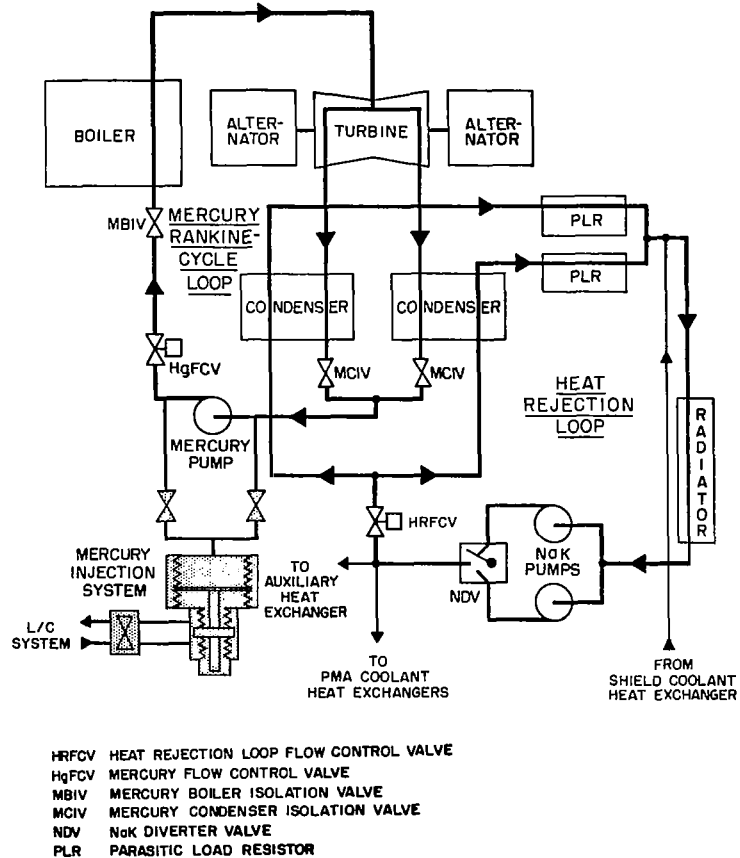 BOILER
ALTER-
NATOR
TURBINE
ALTER-
NATOR
MBIV
MERCURY
RANKINE-
CYCLE
LOOP
PLR
PLR
CONDENSER
CONDENSER
HgFCV
MCIV
MCIV
HEAT
REJECTION
LOOP
MERCURY
PUMP
RADIATOR
HRFCV
MERCURY
INJECTION
SYSTEM
TO
AUXILIARY
HEAT
EXCHANGER
NDV
NaK
PUMPS
L/C
SYSTEM
TO
PMA COOLANT
HEAT EXCHANGERS
FROM
SHIELD COOLANT
HEAT EXCHANGER
HRFCV HEAT REJECTION LOOP FLOW CONTROL VALVE
HgFCV MERCURY FLOW CONTROL VALVE
MBIV MERCURY BOILER ISOLATION VALVE
MCIV MERCURY CONDENSER ISOLATION VALVE
NDV NaK DIVERTER VALVE
PLR PARASITIC LOAD RESISTOR